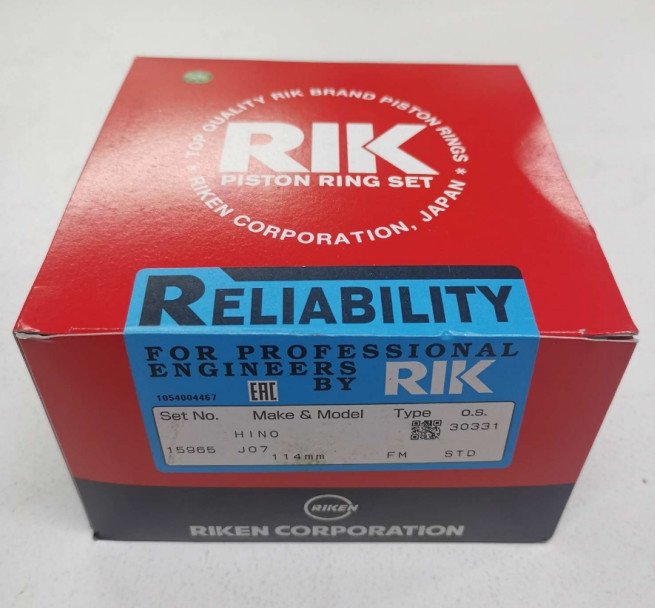 * TOP QUALITY RIK BRAND PISTON RINGS *
RIK
PISTON RING SET
RIKEN CORPORATION, JAPAN
RELIABILITY
FOR PROFESSIONAL
ENGINEERS
BY RIK
1054004467
EAC
Set No. Make & Model Type O.S.
HINO 30331
15965 J07
114mm FM STD
RIKEN
RIKEN CORPORATION